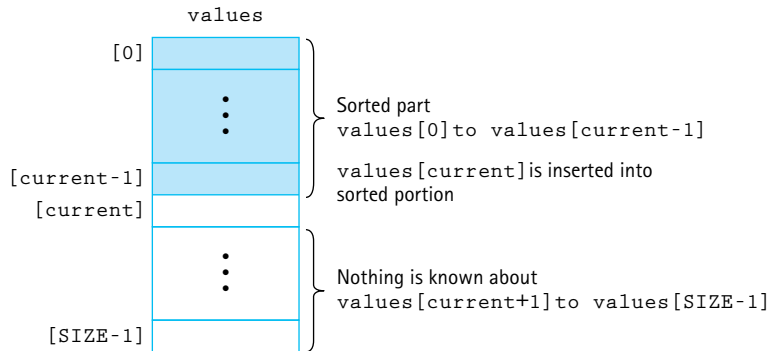 values
[0]
Sorted part
values[0] to values[current-1]
[current-1]
values[current] is inserted into
sorted portion
[current]
Nothing is known about
values[current+1] to values[SIZE-1]
[SIZE-1]